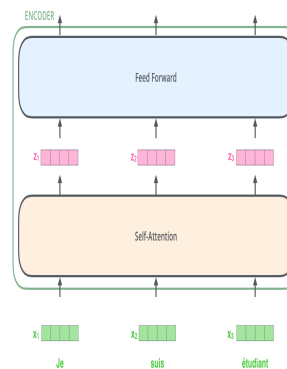 ENCODER
Feed Forward
Z₁ Z₂ Z₃
Self-Attention
X₁ X₂ X₃
Je suis étudiant